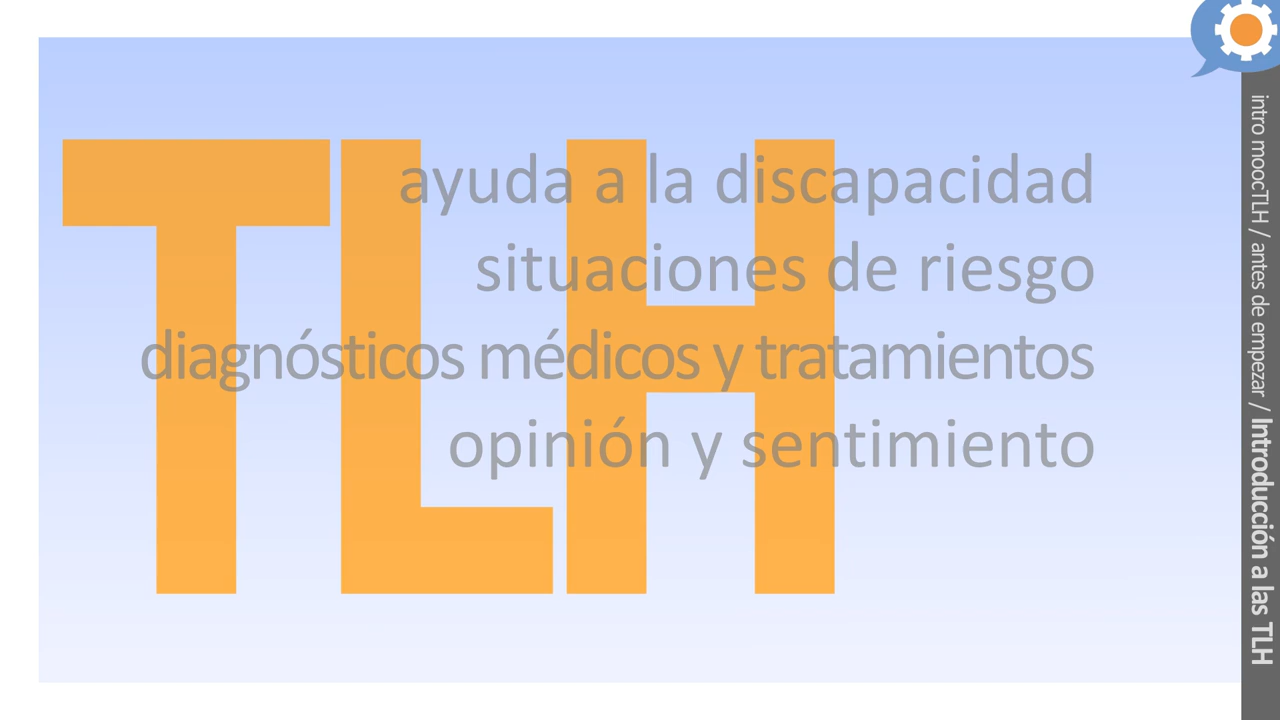 TLH
ayuda a la discapacidad
situaciones de riesgo
diagnósticos médicos y tratamientos
opinión y sentimiento
intro moocTLH / antes de empezar / Introducción a las TLH